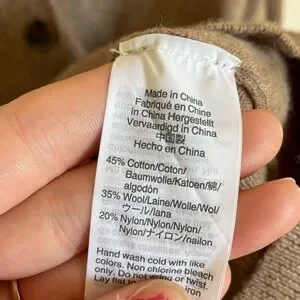 Made in China
Fabriqué en Chine
in China Hergestellt
Vervaardigd in China
中国製
Hecho en China
45% Cotton/Coton/
Baumwolle/Katoen/綿/
algodón
35% Wool/Laine/Wolle/Wol/
ウール/lana
20% Nylon/Nylon/Nylon/
Nylon/ナイロン/nailon
Hand wash cold with like
colors. Non chlorine bleach
only. Do not wring or twist.
Lay flat to